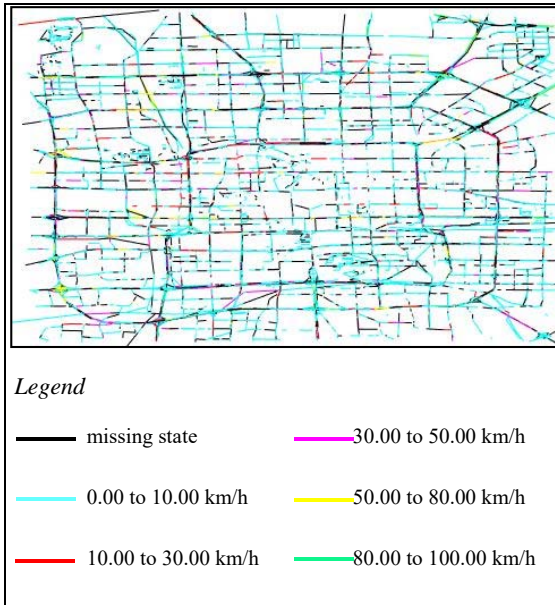 Legend
missing state
30.00 to 50.00 km/h
0.00 to 10.00 km/h
50.00 to 80.00 km/h
10.00 to 30.00 km/h
80.00 to 100.00 km/h